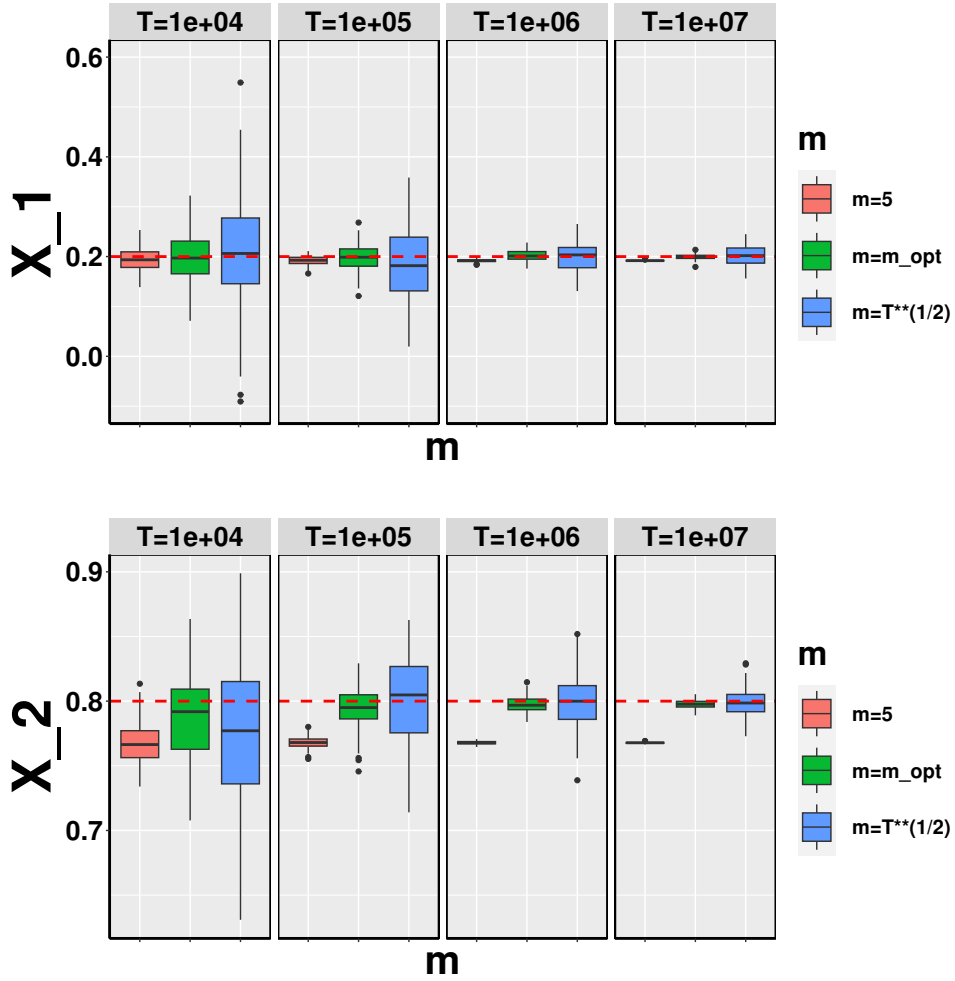 T=1e+04 T=1e+05 T=1e+06 T=1e+07
0.6
0.4
0.2
0.0
X_1
m
m
m=5
m=m_opt
m=T**(1/2)
T=1e+04 T=1e+05 T=1e+06 T=1e+07
0.9
0.8
0.7
X_2
m
m
m=5
m=m_opt
m=T**(1/2)